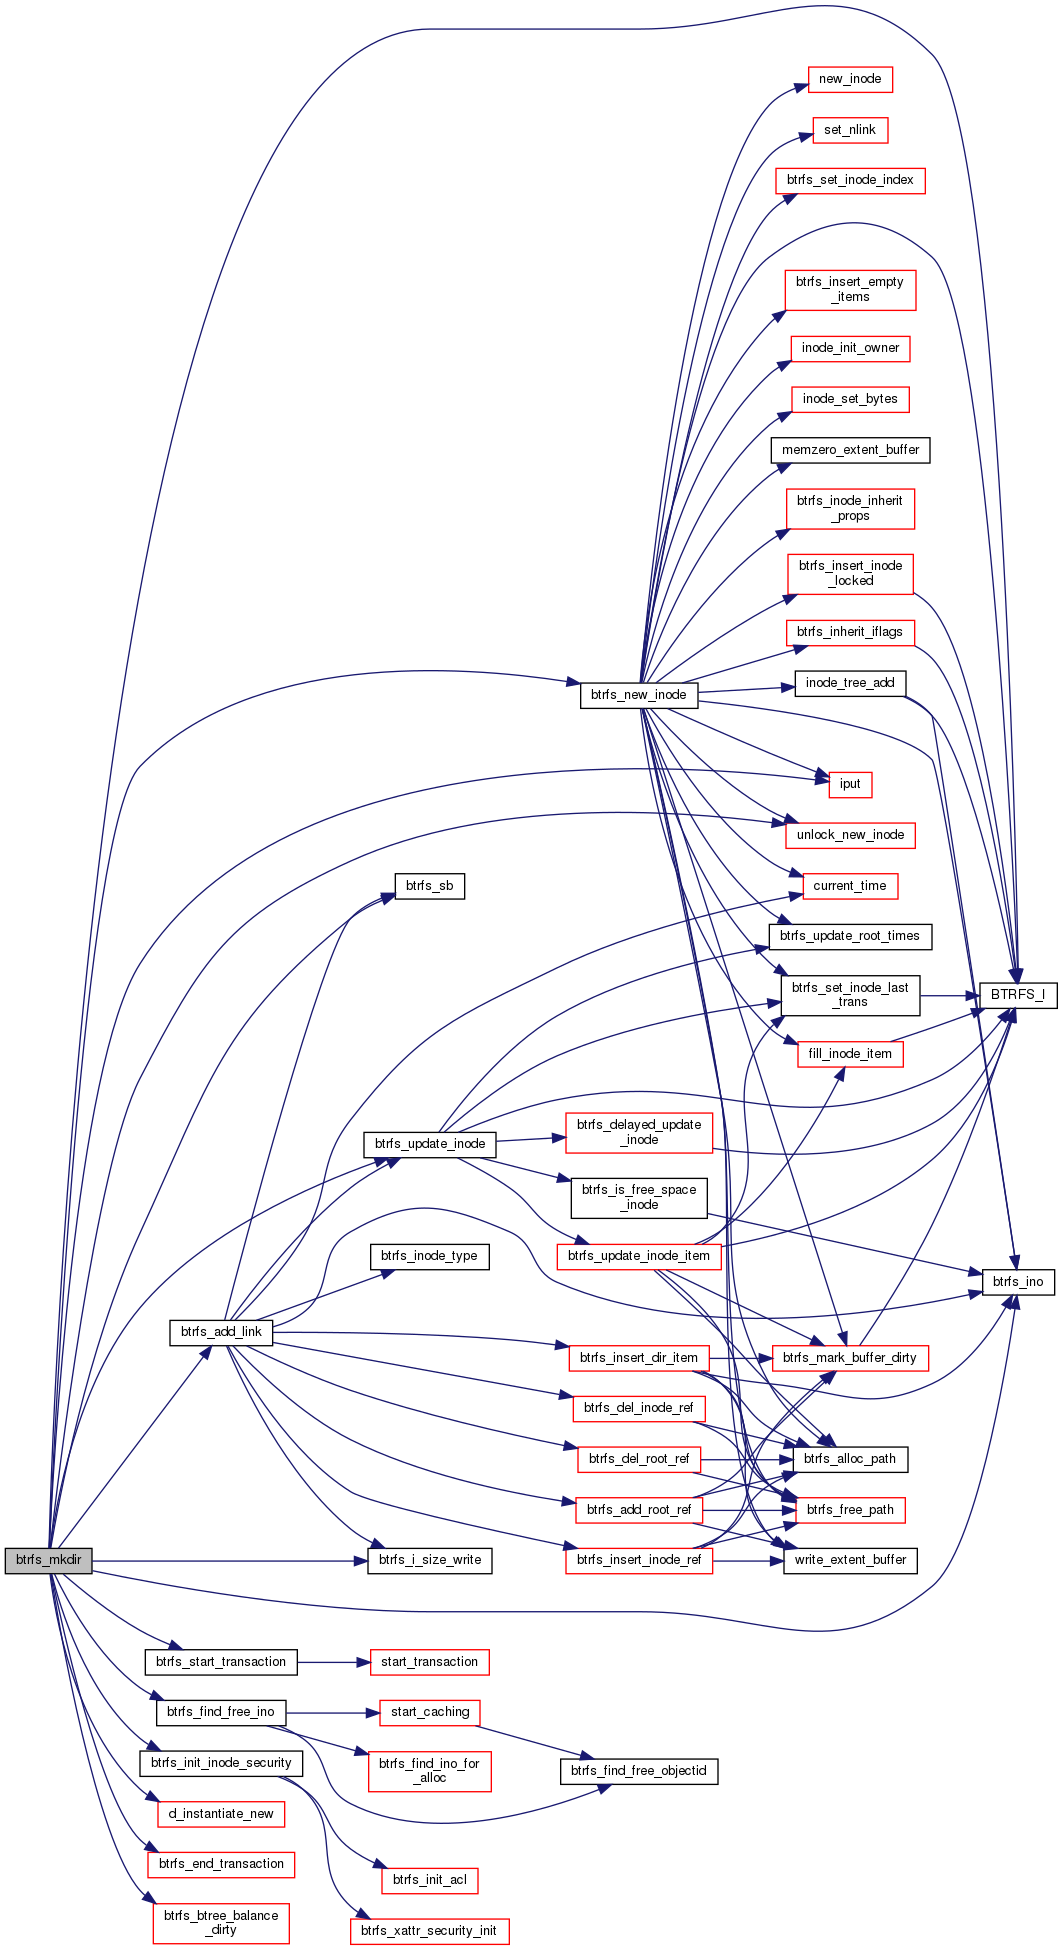 new_inode
set_nlink
btrfs_set_inode_index
btrfs_insert_empty
_items
inode_init_owner
inode_set_bytes
memzero_extent_buffer
btrfs_inode_inherit
_props
btrfs_insert_inode
_locked
btrfs_inherit_iflags
inode_tree_add
btrfs_new_inode
iput
unlock_new_inode
current_time
btrfs_sb
btrfs_update_root_times
btrfs_set_inode_last
_trans
BTRFS_I
fill_inode_item
btrfs_delayed_update
_inode
btrfs_update_inode
btrfs_is_free_space
_inode
btrfs_inode_type
btrfs_update_inode_item
btrfs_ino
btrfs_add_link
btrfs_insert_dir_item
btrfs_mark_buffer_dirty
btrfs_del_inode_ref
btrfs_del_root_ref
btrfs_alloc_path
btrfs_add_root_ref
btrfs_free_path
btrfs_mkdir
btrfs_i_size_write
btrfs_insert_inode_ref
write_extent_buffer
btrfs_start_transaction
start_transaction
btrfs_find_free_ino
start_caching
btrfs_init_inode_security
btrfs_find_ino_for
_alloc
btrfs_find_free_objectid
d_instantiate_new
btrfs_end_transaction
btrfs_init_acl
btrfs_btree_balance
_dirty
btrfs_xattr_security_init